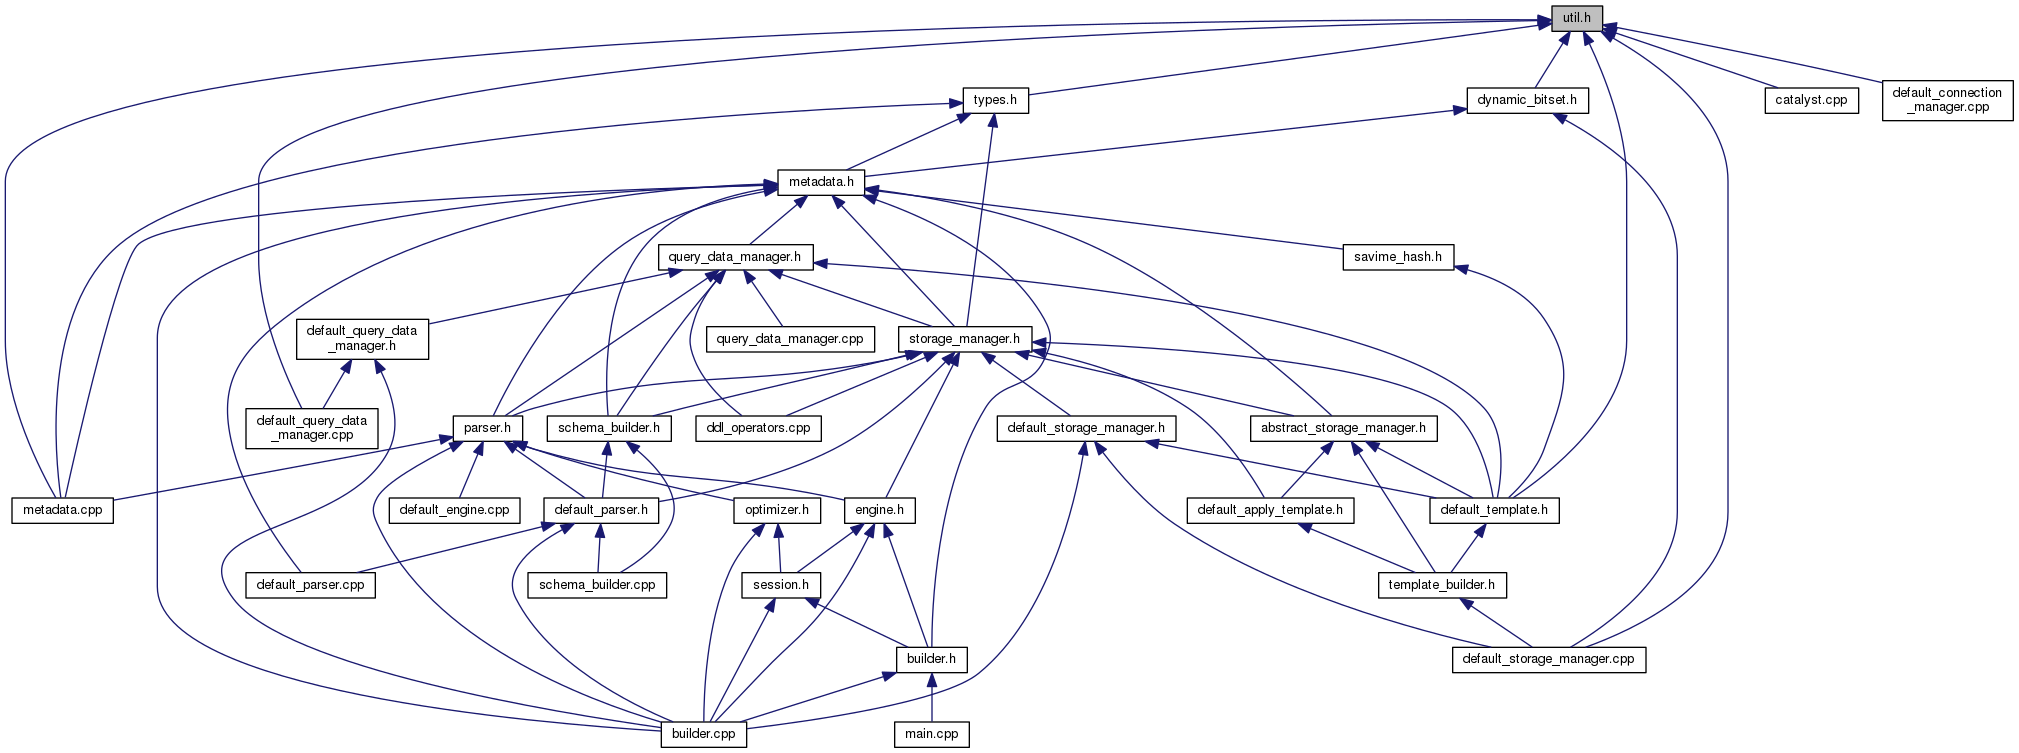 util.h
types.h
dynamic_bitset.h
catalyst.cpp
default_connection
_manager.cpp
metadata.h
query_data_manager.h
savime_hash.h
default_query_data
_manager.h
query_data_manager.cpp
storage_manager.h
default_query_data
_manager.cpp
parser.h
schema_builder.h
ddl_operators.cpp
default_storage_manager.h
abstract_storage_manager.h
metadata.cpp
default_engine.cpp
default_parser.h
optimizer.h
engine.h
default_apply_template.h
default_template.h
default_parser.cpp
schema_builder.cpp
session.h
template_builder.h
builder.h
default_storage_manager.cpp
builder.cpp
main.cpp